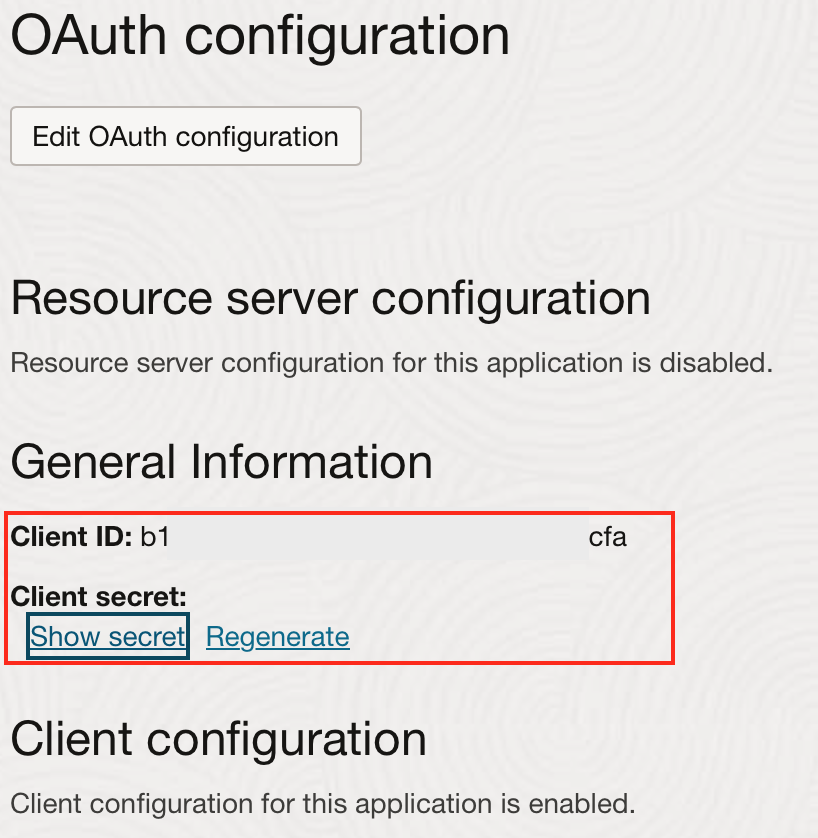 OAuth configuration
Edit OAuth configuration
Resource server configuration
Resource server configuration for this application is disabled.
General Information
Client ID: b1 cfa
Client secret:
Show secret Regenerate
Client configuration
Client configuration for this application is enabled.